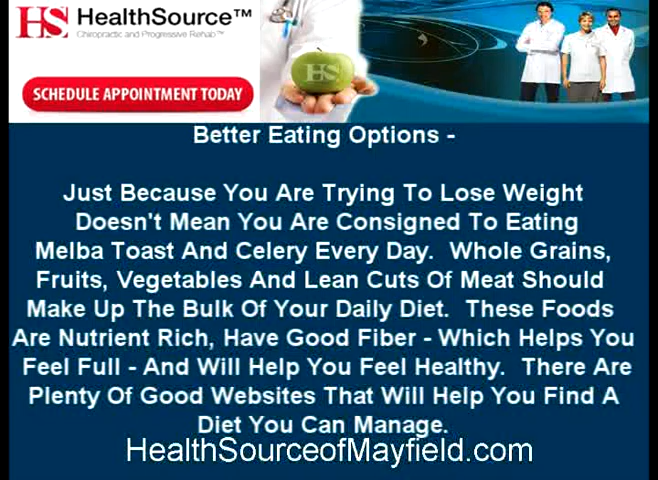 HS HealthSource™
Chiropractic and Progressive Rehab™
SCHEDULE APPOINTMENT TODAY
HS
Better Eating Options -
Just Because You Are Trying To Lose Weight
Doesn't Mean You Are Consigned To Eating
Melba Toast And Celery Every Day. Whole Grains,
Fruits, Vegetables And Lean Cuts Of Meat Should
Make Up The Bulk Of Your Daily Diet. These Foods
Are Nutrient Rich, Have Good Fiber - Which Helps You
Feel Full - And Will Help You Feel Healthy. There Are
Plenty Of Good Websites That Will Help You Find A
Diet You Can Manage.
HealthSourceofMayfield.com